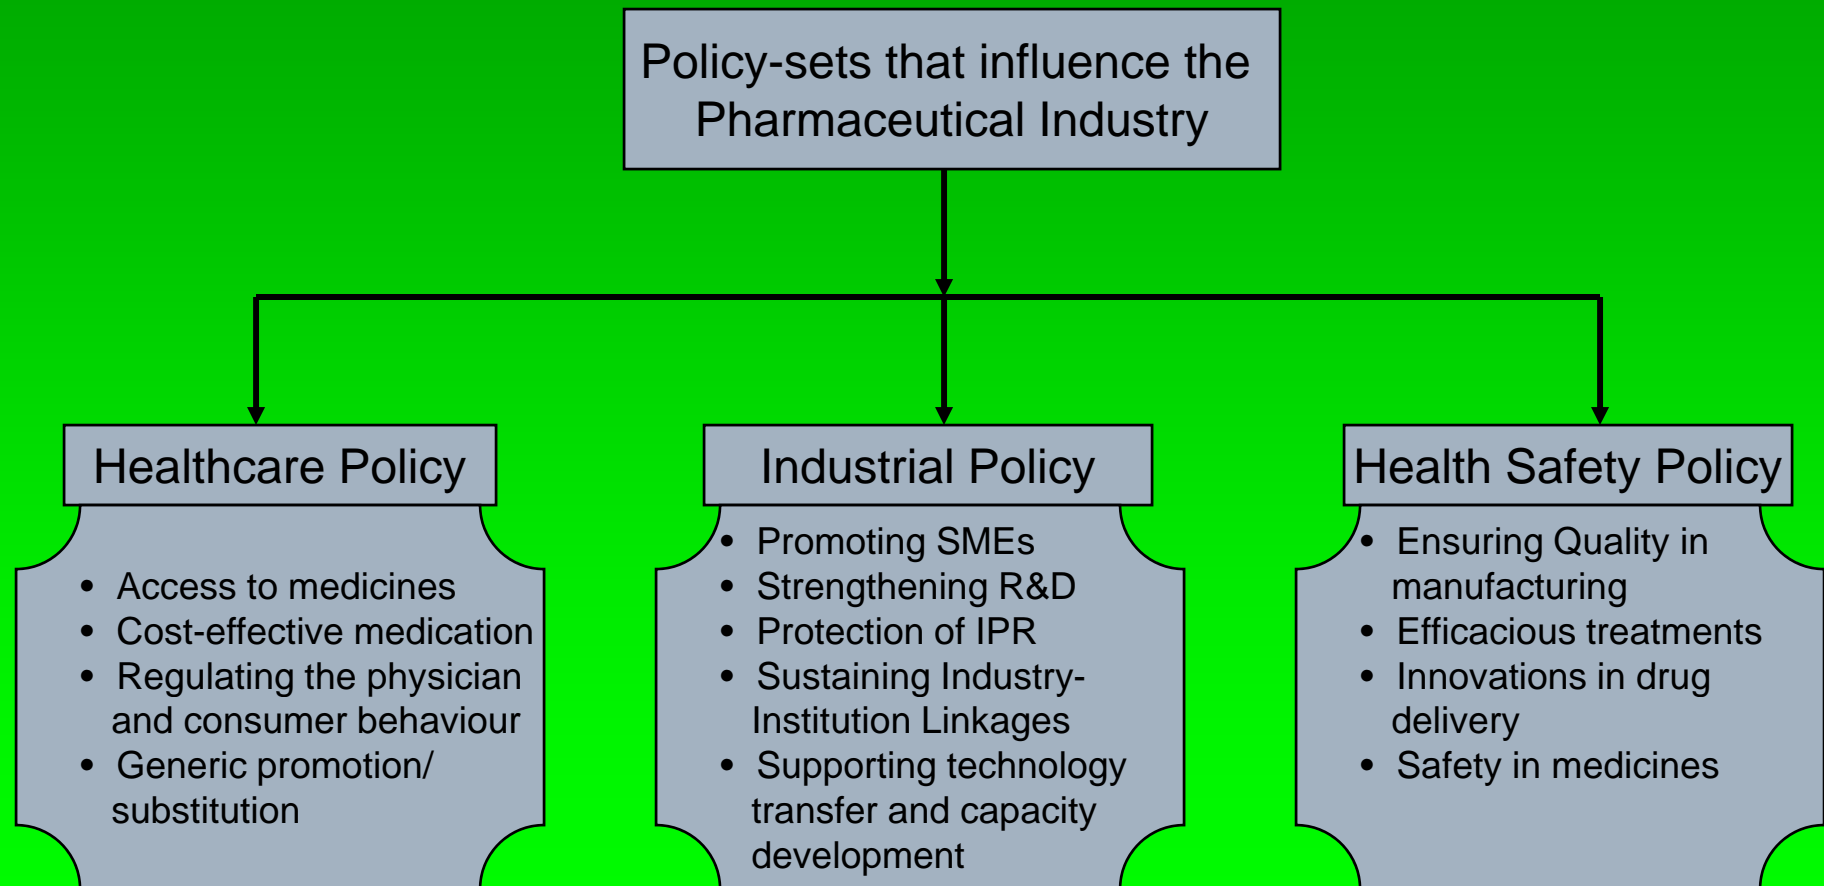 Policy-sets that influence the
Pharmaceutical Industry
Healthcare Policy
• Access to medicines
• Cost-effective medication
• Regulating the physician
and consumer behaviour
• Generic promotion/
substitution
Industrial Policy
• Promoting SMEs
• Strengthening R&D
• Protection of IPR
• Sustaining Industry-
Institution Linkages
• Supporting technology
transfer and capacity
development
Health Safety Policy
• Ensuring Quality in
manufacturing
• Efficacious treatments
• Innovations in drug
delivery
• Safety in medicines